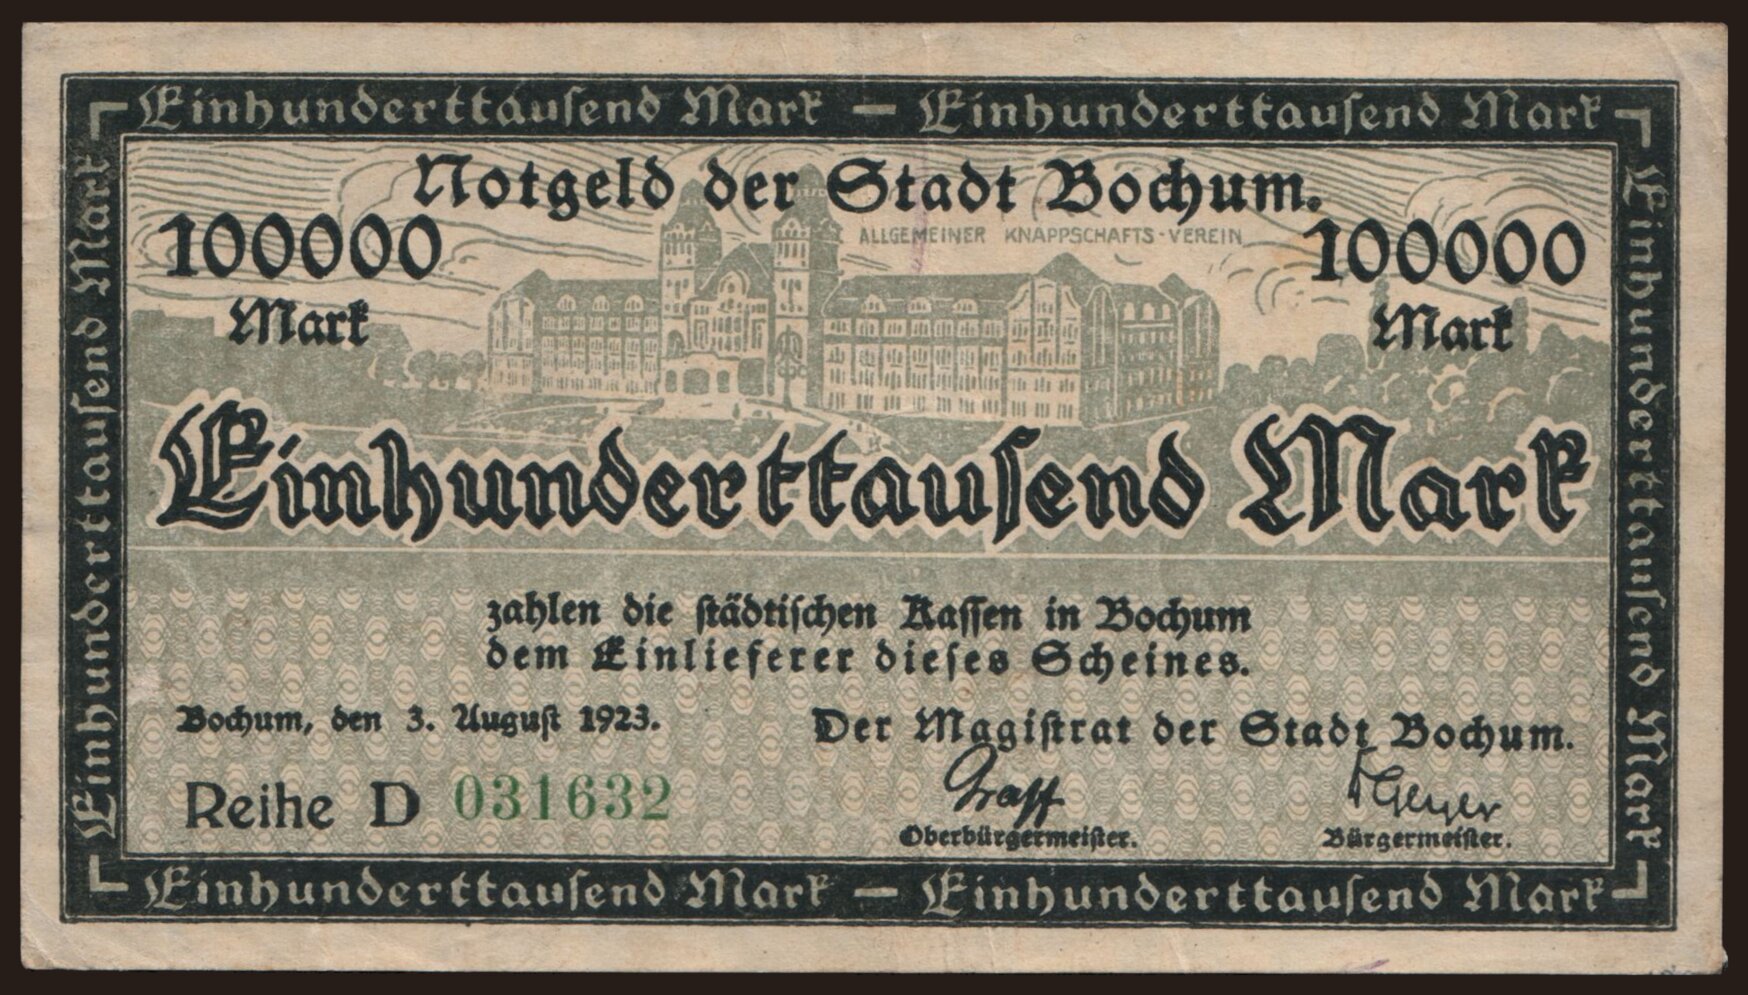 Einhunderttausend Mark — Einhunderttausend Mark
Einhunderttausend Mark
Einhunderttausend Mark
Notgeld der Stadt Bochum.
ALLGEMEINER KNAPPSCHAFTS-VEREIN
100000
Mark
100000
Mark
Einhunderttausend Mark
zahlen die städtischen Kassen in Bochum
dem Einlieferer dieses Scheines.
Bochum, den 3. August 1923.
Der Magistrat der Stadt Bochum.
Reihe D 031632
Graff
Oberbürgermeister.
Geyer
Bürgermeister.
Einhunderttausend Mark — Einhunderttausend Mark